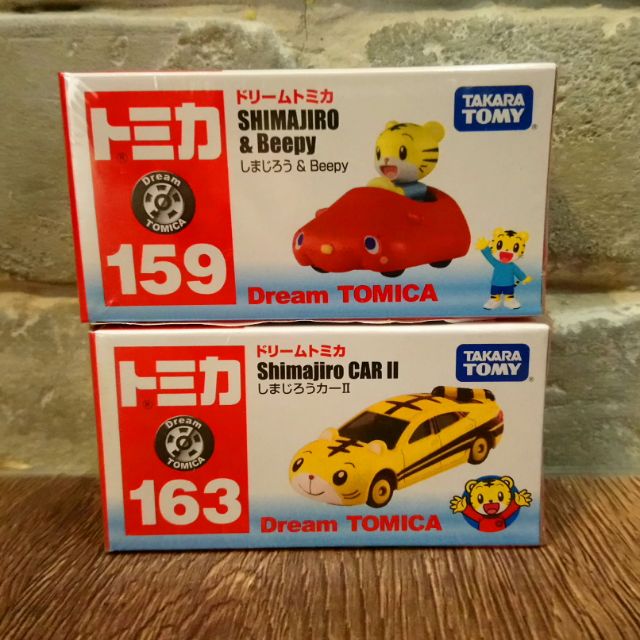 トミカ
Dream
TOMICA
159
ドリームトミカ
SHIMAJIRO
& Beepy
しまじろう & Beepy
TAKARA
TOMY
Dream TOMICA
トミカ
Dream
TOMICA
163
ドリームトミカ
Shimajiro CAR II
しまじろうカーII
TAKARA
TOMY
Dream TOMICA